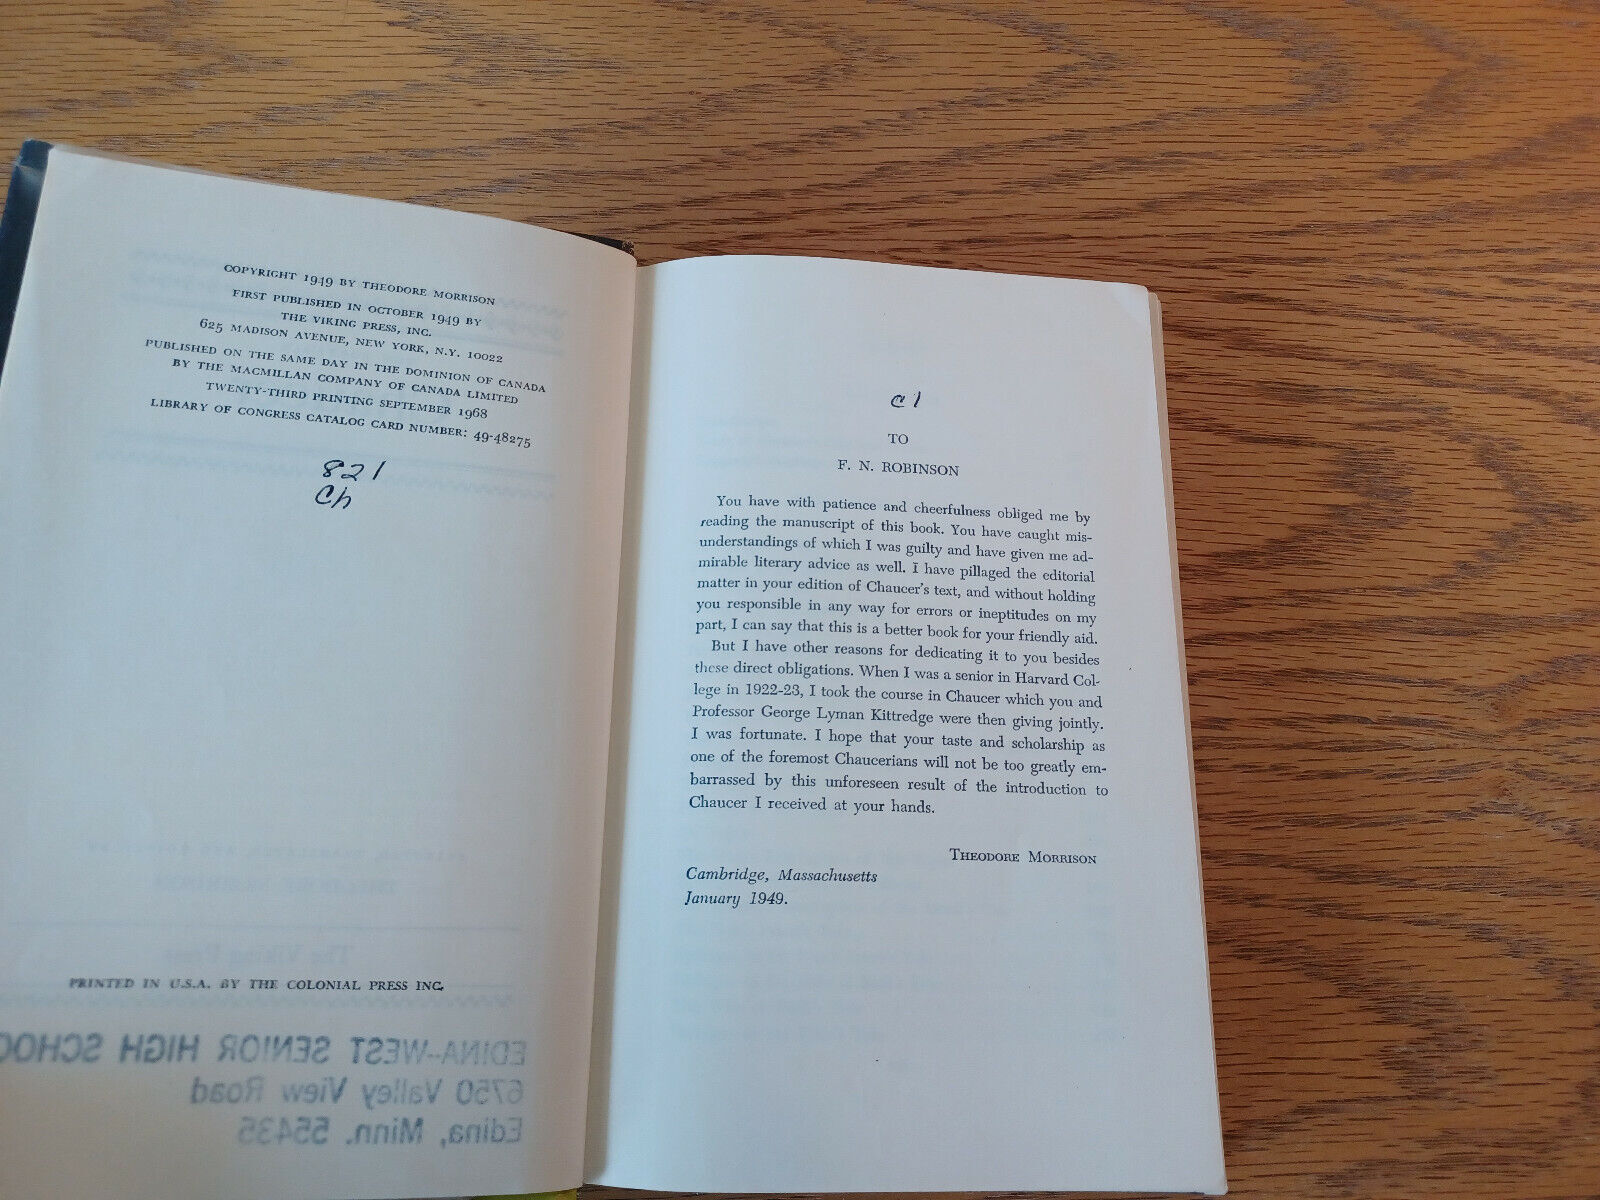 COPYRIGHT 1949 BY THEODORE MORRISON
FIRST PUBLISHED IN OCTOBER 1949 BY
THE VIKING PRESS, INC.
625 MADISON AVENUE, NEW YORK, N.Y. 10022
PUBLISHED ON THE SAME DAY IN THE DOMINION OF CANADA
BY THE MACMILLAN COMPANY OF CANADA LIMITED
TWENTY-THIRD PRINTING SEPTEMBER 1968
LIBRARY OF CONGRESS CATALOG CARD NUMBER: 49-48275
821
Ch
The Viking Press
PRINTED IN U.S.A. BY THE COLONIAL PRESS INC.
EDINA-WEST SENIOR HIGH SCHOO
6750 Valley View Road
Edina, Minn. 55435
c1
TO
F. N. ROBINSON
You have with patience and cheerfulness obliged me by
reading the manuscript of this book. You have caught mis-
understandings of which I was guilty and have given me ad-
mirable literary advice as well. I have pillaged the editorial
matter in your edition of Chaucer's text, and without holding
you responsible in any way for errors or ineptitudes on my
part, I can say that this is a better book for your friendly aid.
But I have other reasons for dedicating it to you besides
these direct obligations. When I was a senior in Harvard Col-
lege in 1922-23, I took the course in Chaucer which you and
Professor George Lyman Kittredge were then giving jointly.
I was fortunate. I hope that your taste and scholarship as
one of the foremost Chaucerians will not be too greatly em-
barrassed by this unforeseen result of the introduction to
Chaucer I received at your hands.
THEODORE MORRISON
Cambridge, Massachusetts
January 1949.